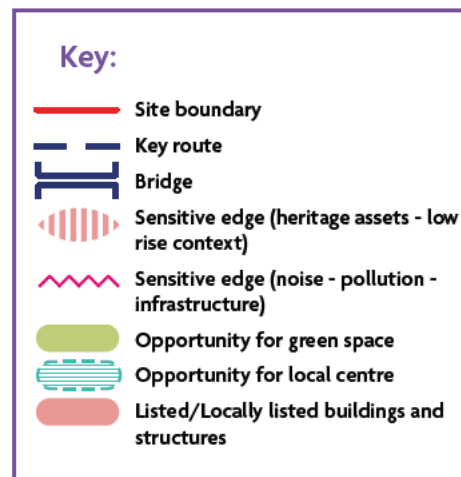 Key:
Site boundary
Key route
Bridge
Sensitive edge (heritage assets - low
rise context)
Sensitive edge (noise - pollution -
infrastructure)
Opportunity for green space
Opportunity for local centre
Listed/Locally listed buildings and
structures